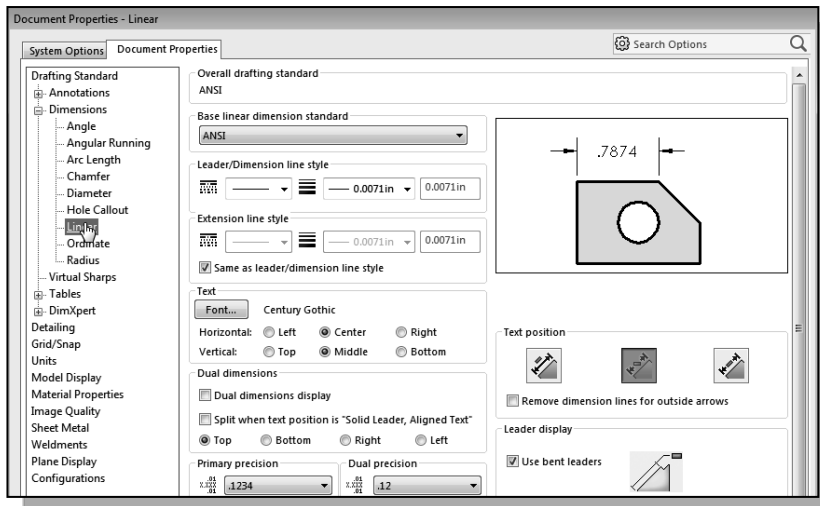 Document Properties - Linear
System Options
Document Properties
Search Options
Drafting Standard
Annotations
Dimensions
Angle
Angular Running
Arc Length
Chamfer
Diameter
Hole Callout
Linear
Ordinate
Radius
Virtual Sharps
Tables
DimXpert
Detailing
Grid/Snap
Units
Model Display
Material Properties
Image Quality
Sheet Metal
Weldments
Plane Display
Configurations
Overall drafting standard
ANSI
Base linear dimension standard
ANSI
Leader/Dimension line style
0.0071in 0.0071in
Extension line style
0.0071in 0.0071in
Same as leader/dimension line style
Text
Font... Century Gothic
Horizontal: Left Center Right
Vertical: Top Middle Bottom
Dual dimensions
Dual dimensions display
Split when text position is "Solid Leader, Aligned Text"
Top Bottom Right Left
Primary precision
.01
X.XXX
.01
.1234
Dual precision
.01
X.XXX
.01
.12
.7874
Text position
Remove dimension lines for outside arrows
Leader display
Use bent leaders